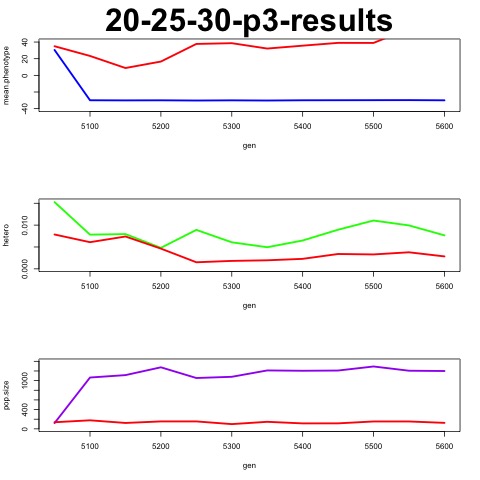 20-25-30-p3-results
mean.phenotype
40
20
0
-40
5100 5200 5300 5400 5500 5600
gen
hetero
0.010
0.000
5100 5200 5300 5400 5500 5600
gen
pop.size
1000
400
0
5100 5200 5300 5400 5500 5600
gen